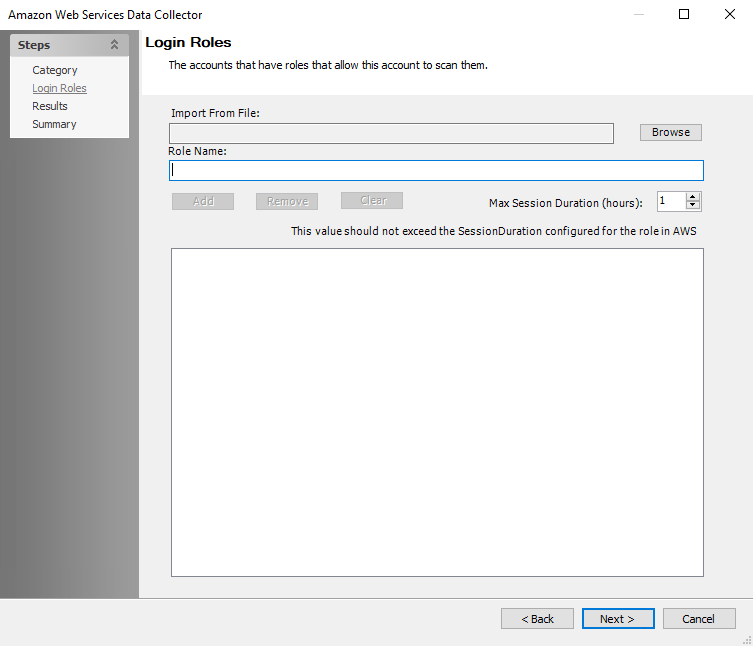 Amazon Web Services Data Collector
Steps
Category
Login Roles
Results
Summary
Login Roles
The accounts that have roles that allow this account to scan them.
Import From File:
Browse
Role Name:
Add
Remove
Clear
Max Session Duration (hours):
1
This value should not exceed the SessionDuration configured for the role in AWS
< Back
Next >
Cancel